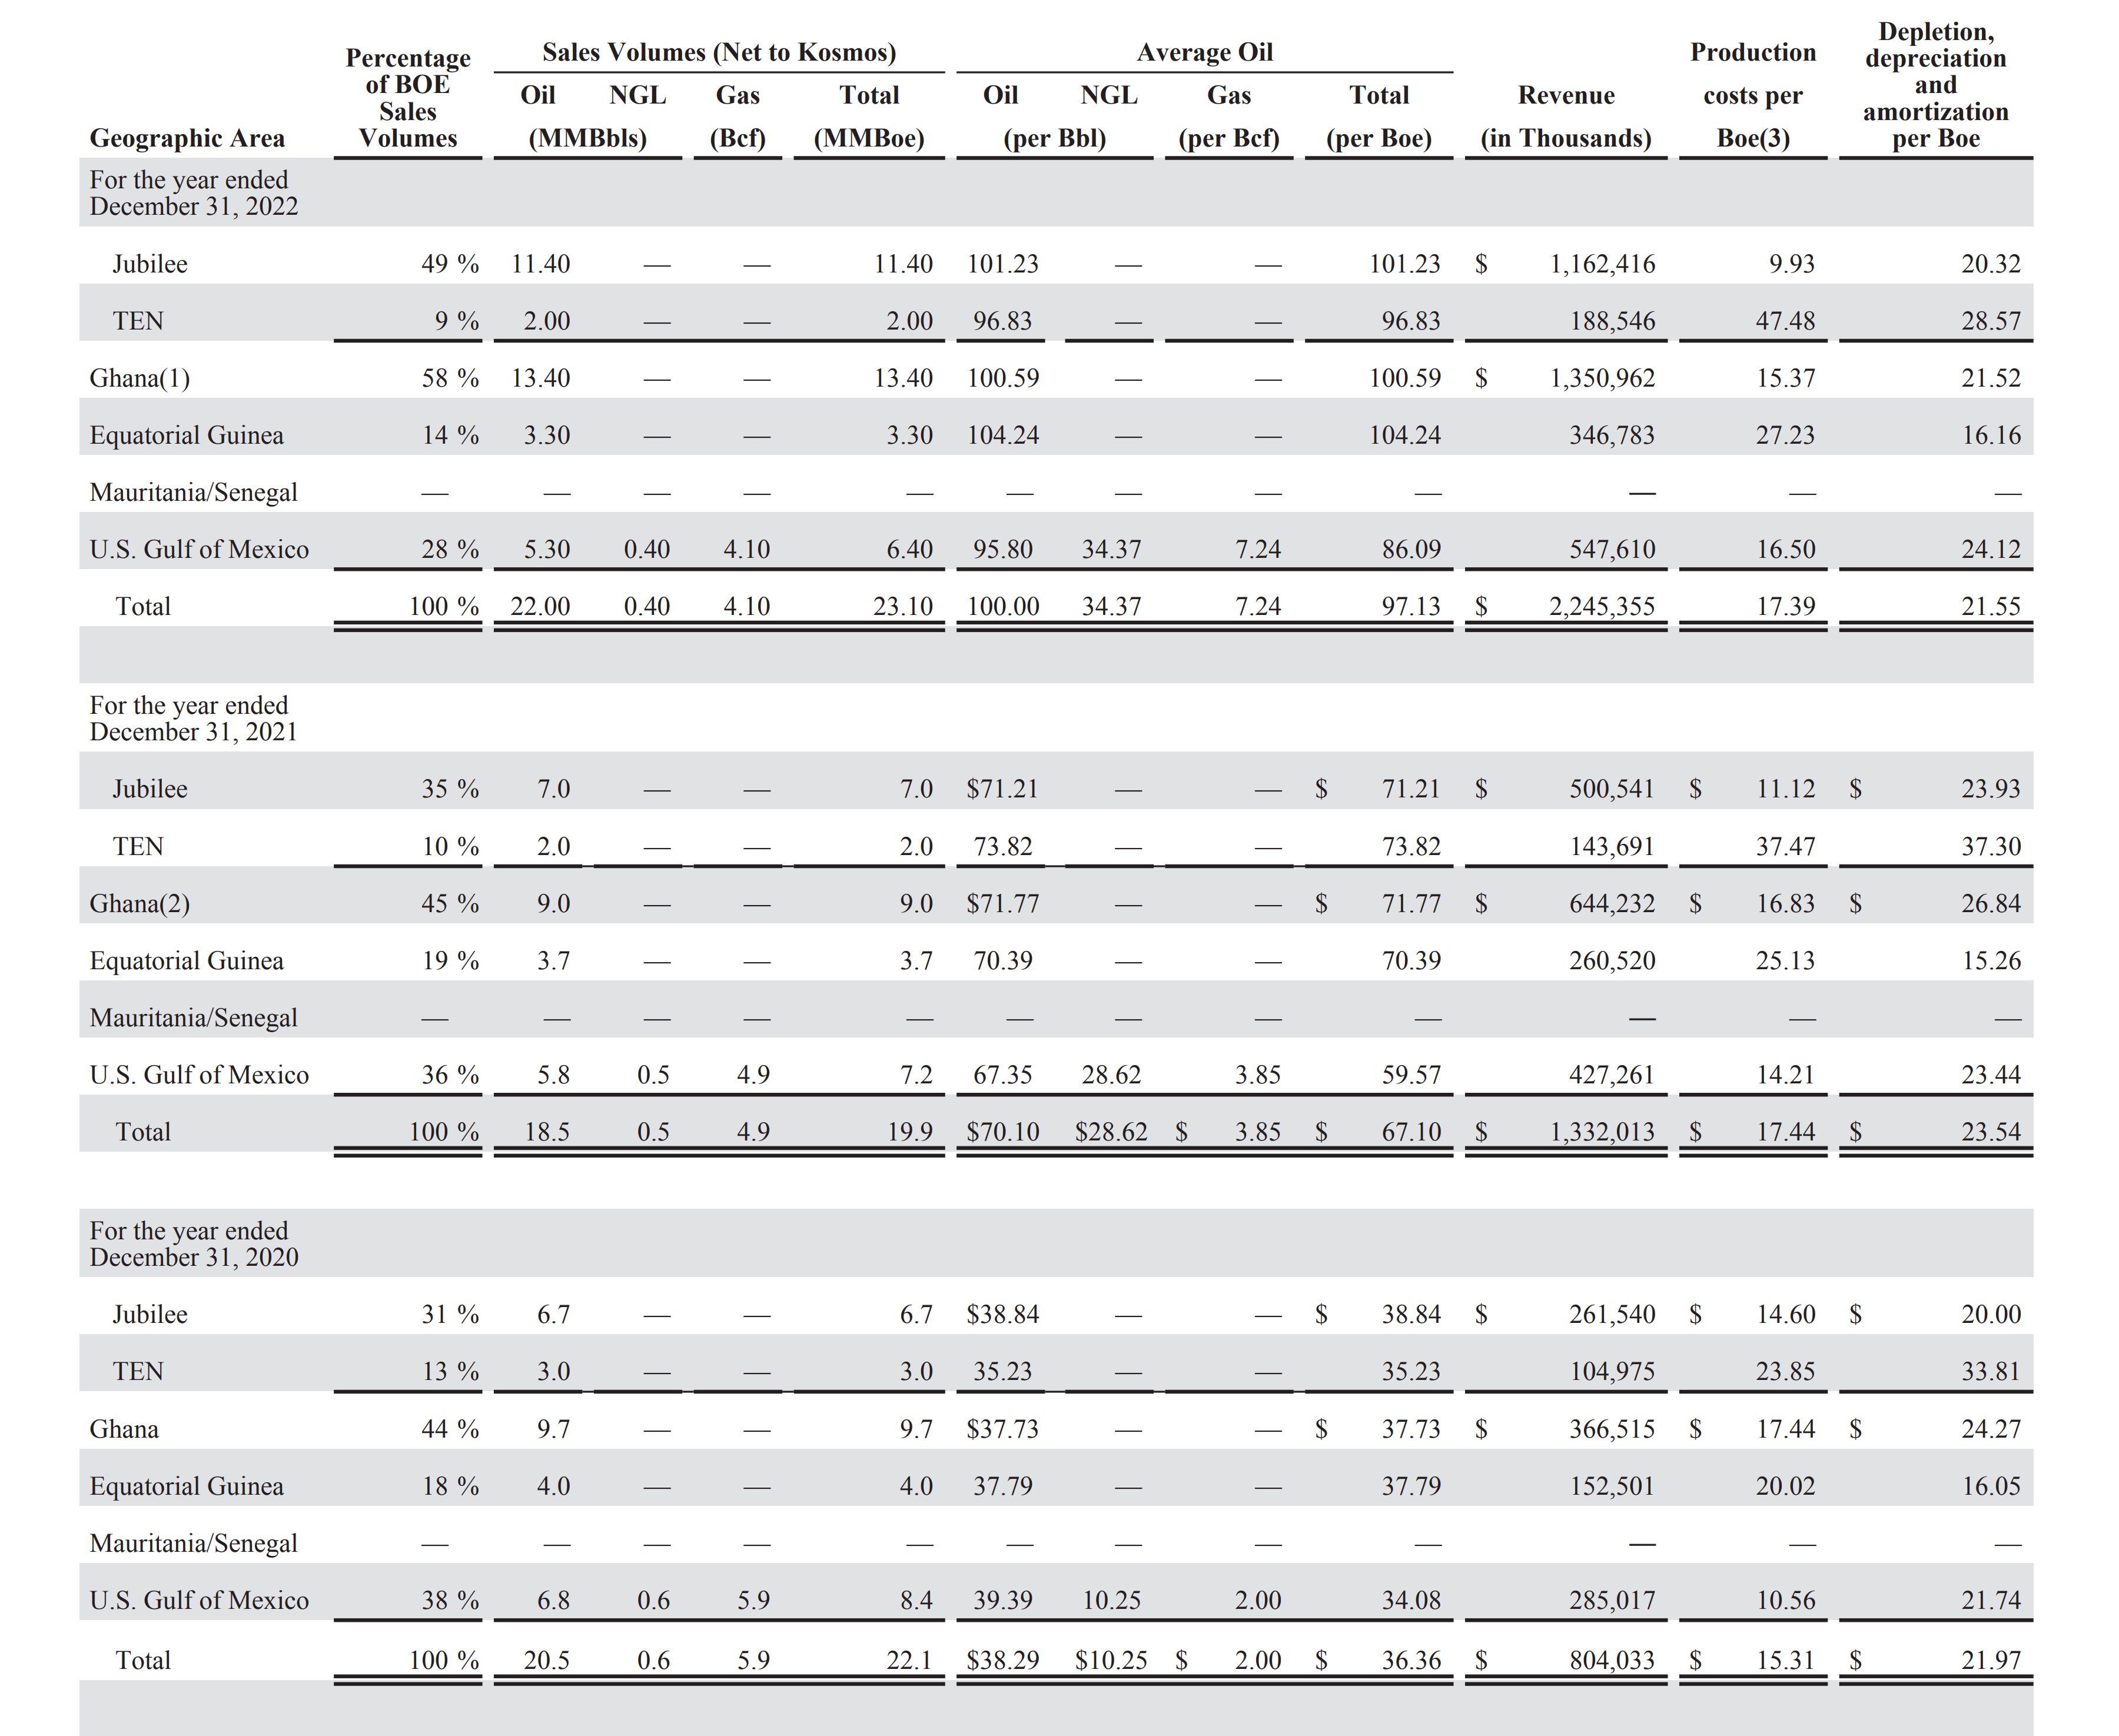 Depletion,
Sales Volumes (Net to Kosmos) Average Oil Production
Percentage depreciation
of BOE and
Oil NGL Gas Total Oil NGL Gas Total Revenue costs per
Sales amortization
Geographic Area Volumes (MMBbls) (Bcf) (MMBoe) (per Bbl) (per Bcf) (per Boe) (in Thousands) Boe(3) per Boe
For the year ended
December 31, 2022
Jubilee 49 % 11.40 — — 11.40 101.23 — — 101.23 $ 1,162,416 9.93 20.32
TEN 9 % 2.00 — — 2.00 96.83 — — 96.83 188,546 47.48 28.57
Ghana(1) 58 % 13.40 — — 13.40 100.59 — — 100.59 $ 1,350,962 15.37 21.52
Equatorial Guinea 14 % 3.30 — — 3.30 104.24 — — 104.24 346,783 27.23 16.16
Mauritania/Senegal — — — — — — — — — — — —
U.S. Gulf of Mexico 28 % 5.30 0.40 4.10 6.40 95.80 34.37 7.24 86.09 547,610 16.50 24.12
Total 100 % 22.00 0.40 4.10 23.10 100.00 34.37 7.24 97.13 $ 2,245,355 17.39 21.55
For the year ended
December 31, 2021
Jubilee 35 % 7.0 — — 7.0 $71.21 — — $ 71.21 $ 500,541 $ 11.12 $ 23.93
TEN 10 % 2.0 — — 2.0 73.82 — — 73.82 143,691 37.47 37.30
Ghana(2) 45 % 9.0 — — 9.0 $71.77 — — $ 71.77 $ 644,232 $ 16.83 $ 26.84
Equatorial Guinea 19 % 3.7 — — 3.7 70.39 — — 70.39 260,520 25.13 15.26
Mauritania/Senegal — — — — — — — — — — — —
U.S. Gulf of Mexico 36 % 5.8 0.5 4.9 7.2 67.35 28.62 3.85 59.57 427,261 14.21 23.44
Total 100 % 18.5 0.5 4.9 19.9 $70.10 $28.62 $ 3.85 $ 67.10 $ 1,332,013 $ 17.44 $ 23.54
For the year ended
December 31, 2020
Jubilee 31 % 6.7 — — 6.7 $38.84 — — $ 38.84 $ 261,540 $ 14.60 $ 20.00
TEN 13 % 3.0 — — 3.0 35.23 — — 35.23 104,975 23.85 33.81
Ghana 44 % 9.7 — — 9.7 $37.73 — — $ 37.73 $ 366,515 $ 17.44 $ 24.27
Equatorial Guinea 18 % 4.0 — — 4.0 37.79 — — 37.79 152,501 20.02 16.05
Mauritania/Senegal — — — — — — — — — — — —
U.S. Gulf of Mexico 38 % 6.8 0.6 5.9 8.4 39.39 10.25 2.00 34.08 285,017 10.56 21.74
Total 100 % 20.5 0.6 5.9 22.1 $38.29 $10.25 $ 2.00 $ 36.36 $ 804,033 $ 15.31 $ 21.97